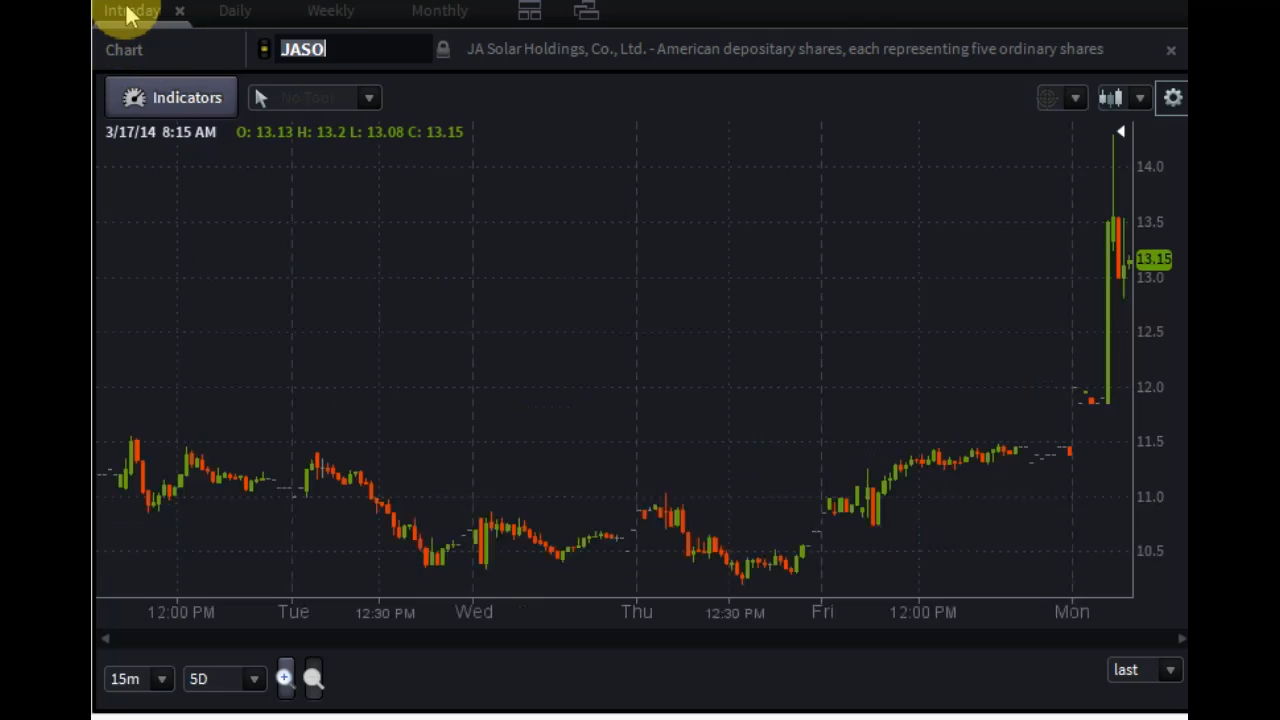 Intraday × Daily Weekly Monthly
Chart JASO JA Solar Holdings, Co., Ltd. - American depositary shares, each representing five ordinary shares ×
Indicators No Tool
3/17/14 8:15 AM O: 13.13 H: 13.2 L: 13.08 C: 13.15
14.0
13.5
13.15
13.0
12.5
12.0
11.5
11.0
10.5
12:00 PM Tue 12:30 PM Wed Thu 12:30 PM Fri 12:00 PM Mon
15m 5D last